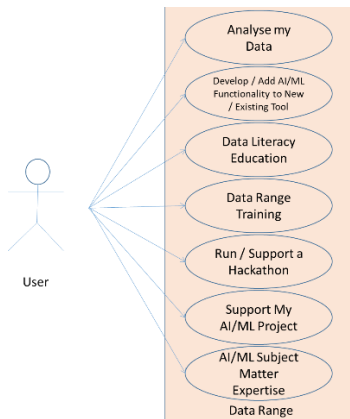 Analyse my
Data
Develop / Add AI/ML
Functionality to New
/ Existing Tool
Data Literacy
Education
Data Range
Training
Run / Support a
Hackathon
User
Support My
AI/ML Project
AI/ML Subject
Matter
Expertise
Data Range